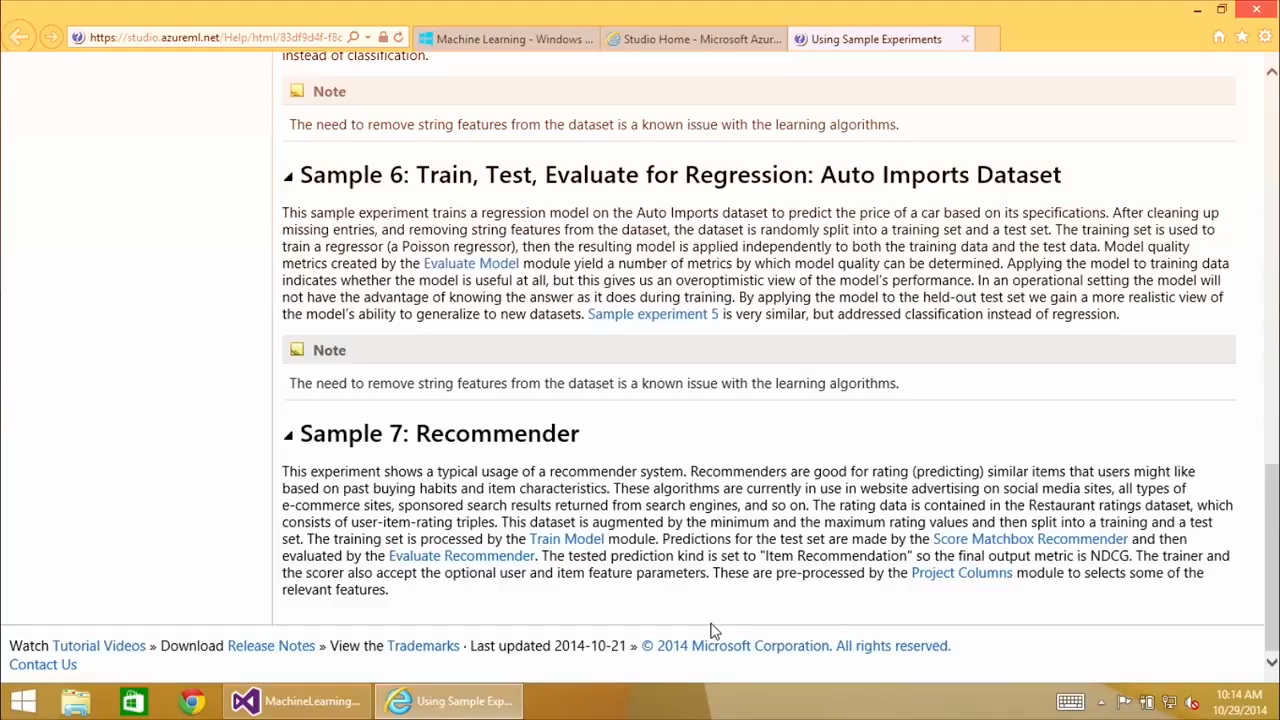 https://studio.azureml.net/Help/html/83df9d4f-f8c
Machine Learning - Windows ...
Studio Home - Microsoft Azur...
Using Sample Experiments
instead of classification.
Note
The need to remove string features from the dataset is a known issue with the learning algorithms.
Sample 6: Train, Test, Evaluate for Regression: Auto Imports Dataset
This sample experiment trains a regression model on the Auto Imports dataset to predict the price of a car based on its specifications. After cleaning up
missing entries, and removing string features from the dataset, the dataset is randomly split into a training set and a test set. The training set is used to
train a regressor (a Poisson regressor), then the resulting model is applied independently to both the training data and the test data. Model quality
metrics created by the Evaluate Model module yield a number of metrics by which model quality can be determined. Applying the model to training data
indicates whether the model is useful at all, but this gives us an overoptimistic view of the model's performance. In an operational setting the model will
not have the advantage of knowing the answer as it does during training. By applying the model to the held-out test set we gain a more realistic view of
the model's ability to generalize to new datasets. Sample experiment 5 is very similar, but addressed classification instead of regression.
Note
The need to remove string features from the dataset is a known issue with the learning algorithms.
Sample 7: Recommender
This experiment shows a typical usage of a recommender system. Recommenders are good for rating (predicting) similar items that users might like
based on past buying habits and item characteristics. These algorithms are currently in use in website advertising on social media sites, all types of
e-commerce sites, sponsored search results returned from search engines, and so on. The rating data is contained in the Restaurant ratings dataset, which
consists of user-item-rating triples. This dataset is augmented by the minimum and the maximum rating values and then split into a training and a test
set. The training set is processed by the Train Model module. Predictions for the test set are made by the Score Matchbox Recommender and then
evaluated by the Evaluate Recommender. The tested prediction kind is set to "Item Recommendation" so the final output metric is NDCG. The trainer and
the scorer also accept the optional user and item feature parameters. These are pre-processed by the Project Columns module to selects some of the
relevant features.
Watch Tutorial Videos » Download Release Notes » View the Trademarks · Last updated 2014-10-21 » © 2014 Microsoft Corporation. All rights reserved.
Contact Us
MachineLearning...
Using Sample Exp...
10:14 AM
10/29/2014